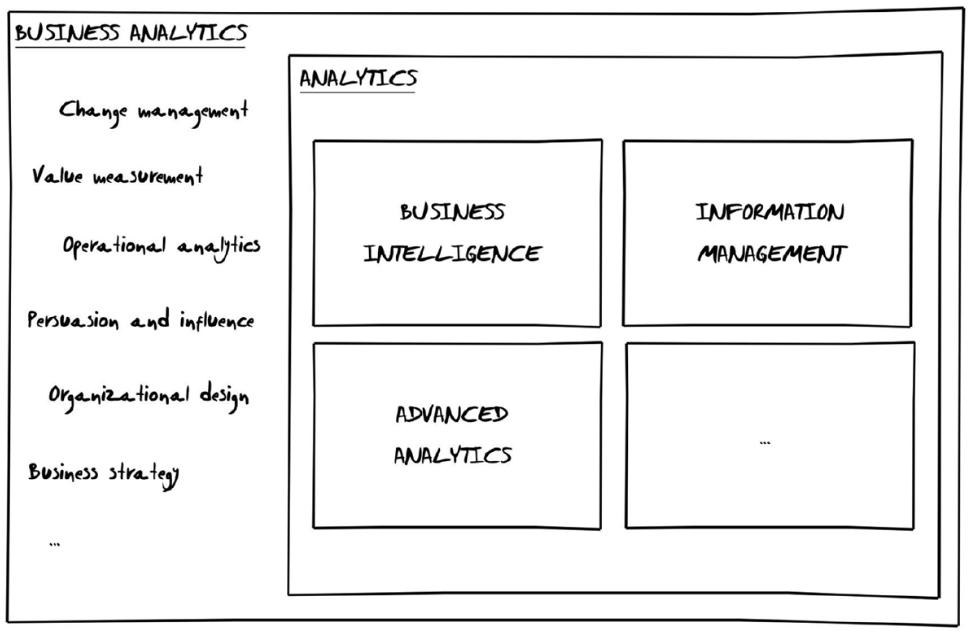 BUSINESS ANALYTICS
Change management
Value measurement
Operational analytics
Persuasion and influence
Organizational design
Business strategy
...
ANALYTICS
BUSINESS
INTELLIGENCE
INFORMATION
MANAGEMENT
ADVANCED
ANALYTICS
...